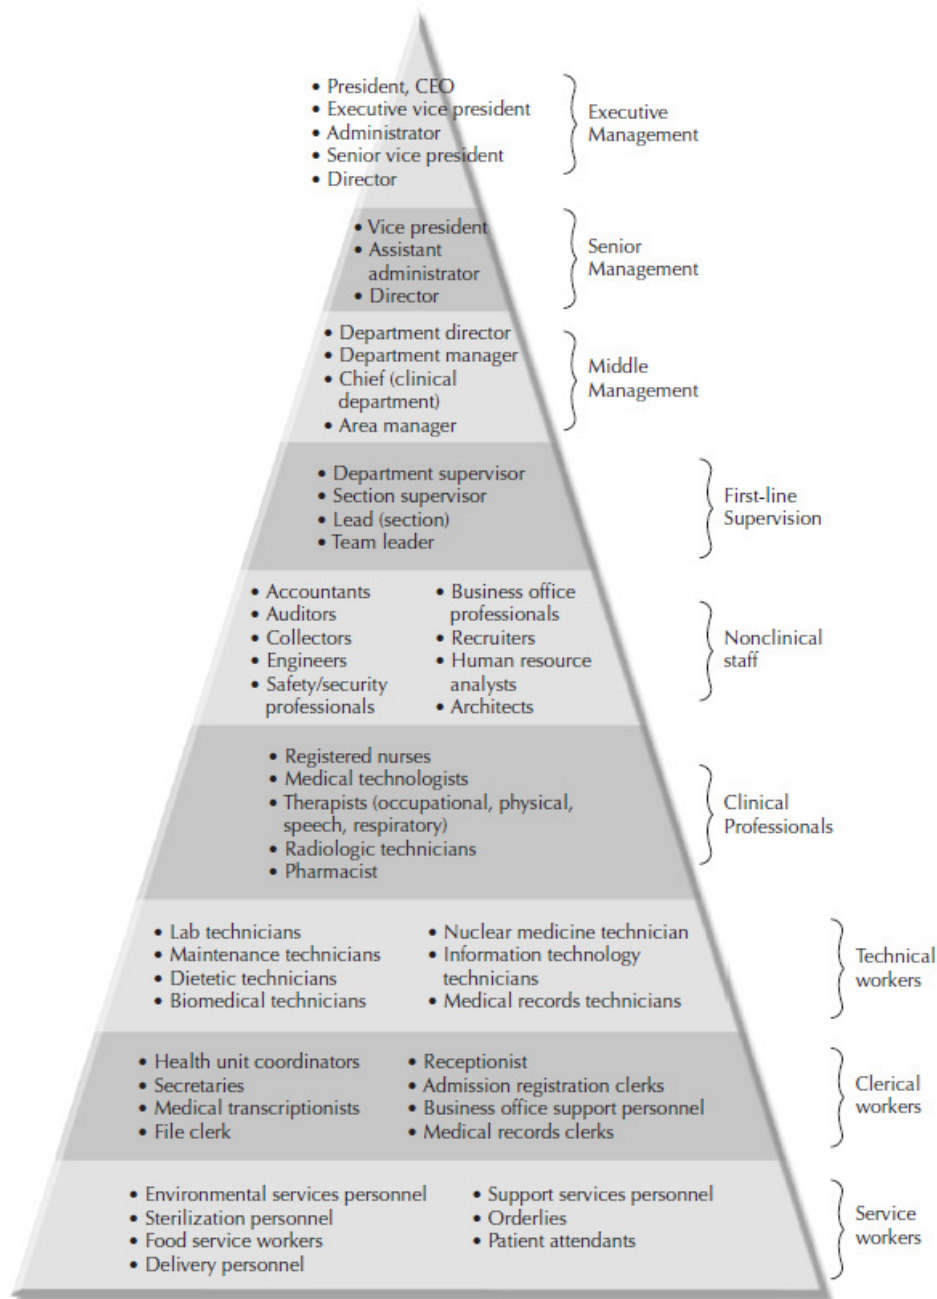 • President, CEO
• Executive vice president
• Administrator
• Senior vice president
• Director
Executive
Management
• Vice president
• Assistant
administrator
• Director
Senior
Management
• Department director
• Department manager
• Chief (clinical
department)
• Area manager
Middle
Management
• Department supervisor
• Section supervisor
• Lead (section)
• Team leader
First-line
Supervision
• Accountants
• Auditors
• Collectors
• Engineers
• Safety/security
professionals
• Business office
professionals
• Recruiters
• Human resource
analysts
• Architects
Nonclinical
staff
• Registered nurses
• Medical technologists
• Therapists (occupational, physical,
speech, respiratory)
• Radiologic technicians
• Pharmacist
Clinical
Professionals
• Lab technicians
• Maintenance technicians
• Dietetic technicians
• Biomedical technicians
• Nuclear medicine technician
• Information technology
technicians
• Medical records technicians
Technical
workers
• Health unit coordinators
• Secretaries
• Medical transcriptionists
• File clerk
• Receptionist
• Admission registration clerks
• Business office support personnel
• Medical records clerks
Clerical
workers
• Environmental services personnel
• Sterilization personnel
• Food service workers
• Delivery personnel
• Support services personnel
• Orderlies
• Patient attendants
Service
workers